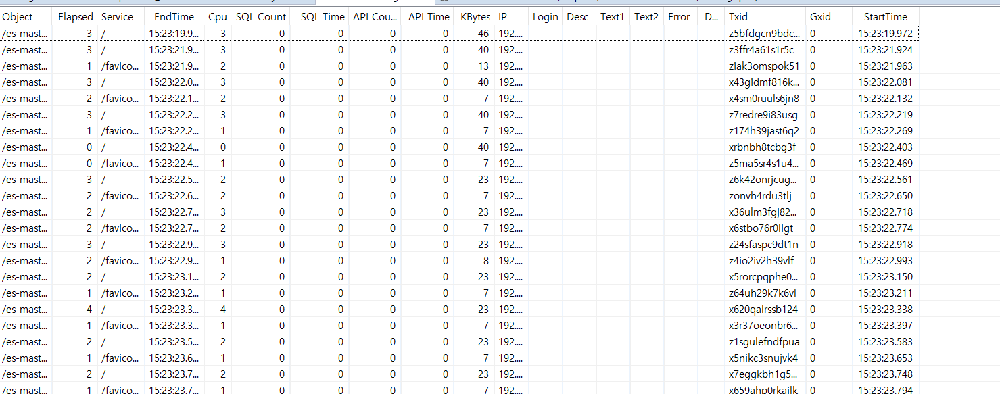 Object Elapsed Service EndTime Cpu SQL Count SQL Time API Cou... API Time KBytes IP Login Desc Text1 Text2 Error D... Txid Gxid StartTime
/es-mast... 3 / 15:23:19.9... 3 0 0 0 0 46 192.... z5bfdgcn9bdc... 0 15:23:19.972
/es-mast... 3 / 15:23:21.9... 3 0 0 0 0 40 192.... z3ffr4a61s1r5c 0 15:23:21.924
/es-mast... 1 /favico... 15:23:21.9... 2 0 0 0 0 13 192.... ziak3omspok51 0 15:23:21.963
/es-mast... 3 / 15:23:22.0... 3 0 0 0 0 40 192.... x43gidmf816k... 0 15:23:22.081
/es-mast... 2 /favico... 15:23:22.1... 2 0 0 0 0 7 192.... x4sm0ruuls6jn8 0 15:23:22.132
/es-mast... 3 / 15:23:22.2... 3 0 0 0 0 40 192.... z7redre9i83usg 0 15:23:22.219
/es-mast... 1 /favico... 15:23:22.2... 1 0 0 0 0 7 192.... z174h39jast6q2 0 15:23:22.269
/es-mast... 0 / 15:23:22.4... 0 0 0 0 0 40 192.... xrbnbh8tcbg3f 0 15:23:22.403
/es-mast... 0 /favico... 15:23:22.4... 1 0 0 0 0 7 192.... z5ma5sr4s1u4... 0 15:23:22.469
/es-mast... 3 / 15:23:22.5... 2 0 0 0 0 23 192.... z6k42onrjcug... 0 15:23:22.561
/es-mast... 2 /favico... 15:23:22.6... 2 0 0 0 0 7 192.... zonvh4rdu3tlj 0 15:23:22.650
/es-mast... 2 / 15:23:22.7... 3 0 0 0 0 23 192.... x36ulm3fgj82... 0 15:23:22.718
/es-mast... 2 /favico... 15:23:22.7... 2 0 0 0 0 7 192.... x6stbo76r0ligt 0 15:23:22.774
/es-mast... 3 / 15:23:22.9... 3 0 0 0 0 23 192.... z24sfaspc9dt1n 0 15:23:22.918
/es-mast... 2 /favico... 15:23:22.9... 1 0 0 0 0 8 192.... z4io2iv2h39vlf 0 15:23:22.993
/es-mast... 2 / 15:23:23.1... 2 0 0 0 0 23 192.... x5rorcpqphe0... 0 15:23:23.150
/es-mast... 1 /favico... 15:23:23.2... 1 0 0 0 0 7 192.... z64uh29k7k6vl 0 15:23:23.211
/es-mast... 4 / 15:23:23.3... 4 0 0 0 0 23 192.... x620qalrssb124 0 15:23:23.338
/es-mast... 1 /favico... 15:23:23.3... 1 0 0 0 0 7 192.... x3r37oeonbr6... 0 15:23:23.397
/es-mast... 2 / 15:23:23.5... 2 0 0 0 0 23 192.... z1sgulefndfpua 0 15:23:23.583
/es-mast... 1 /favico... 15:23:23.6... 1 0 0 0 0 7 192.... x5nikc3snujvk4 0 15:23:23.653
/es-mast... 2 / 15:23:23.7... 2 0 0 0 0 23 192.... x7eggkbh1g5... 0 15:23:23.748
/es-mast... 1 /favico... 15:23:23.7... 1 0 0 0 0 7 192.... x659ahp0rkailk 0 15:23:23.794